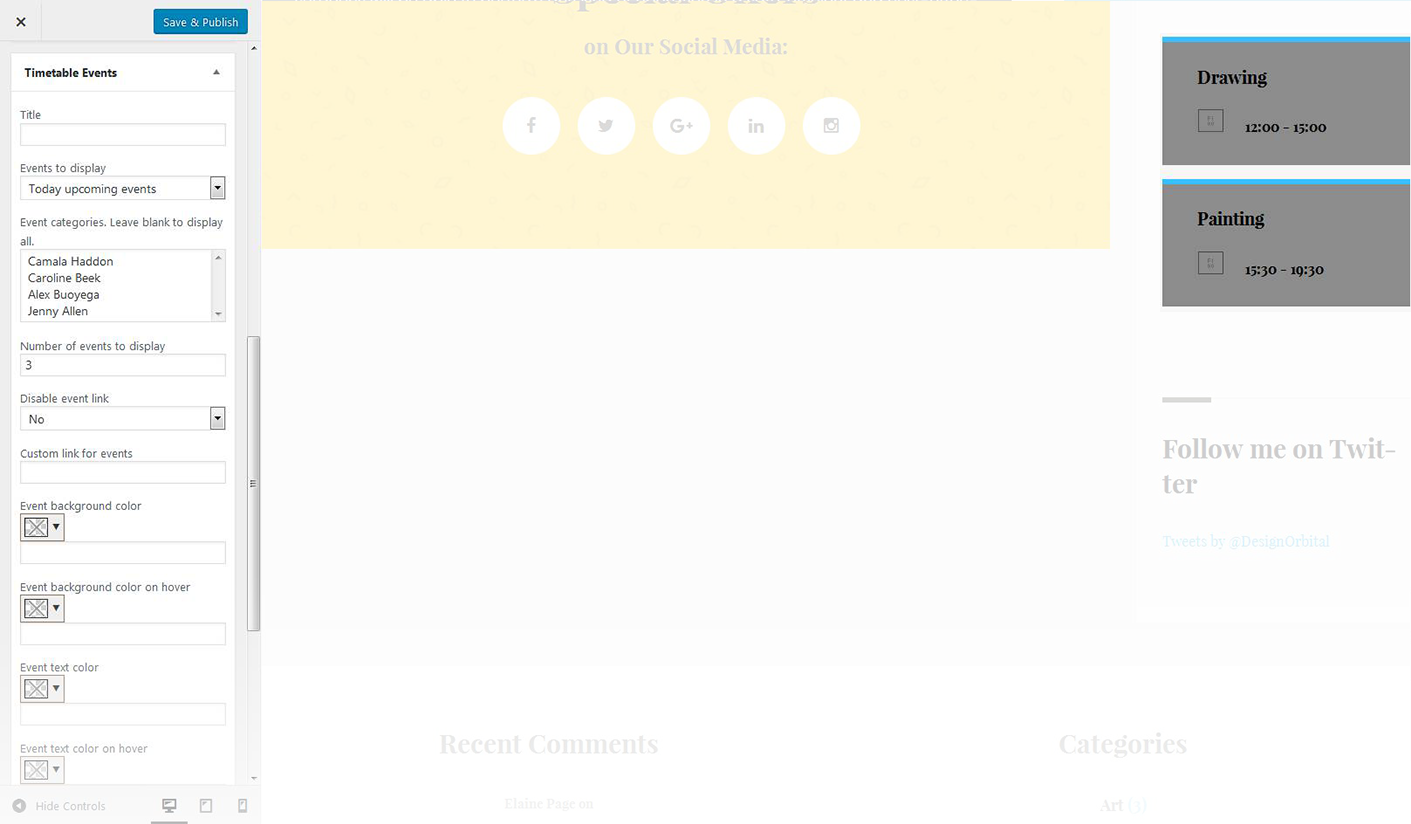 Save & Publish
Timetable Events
Title
Events to display
Today upcoming events
Event categories. Leave blank to display
all.
Camala Haddon
Caroline Beek
Alex Buoyega
Jenny Allen
Number of events to display
3
Disable event link
No
Custom link for events
Event background color
Event background color on hover
Event text color
Event text color on hover
Hide Controls
on Our Social Media:
G+
in
Drawing
12:00 - 15:00
Painting
15:30 - 19:30
Follow me on Twit-
ter
Tweets by @DesignOrbital
Recent Comments
Elaine Page on
Categories
Art (3)